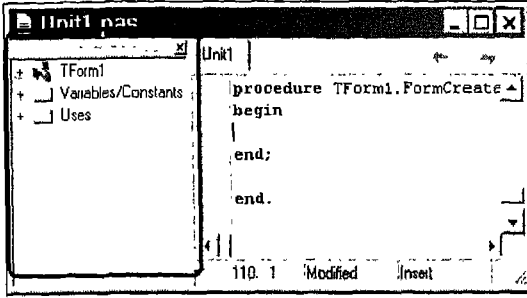 Unit1.pas
TForm1
Variables/Constants
Uses
Unit1
procedure TForm1.FormCreate
begin
end;
end.
110. 1 Modified Insert